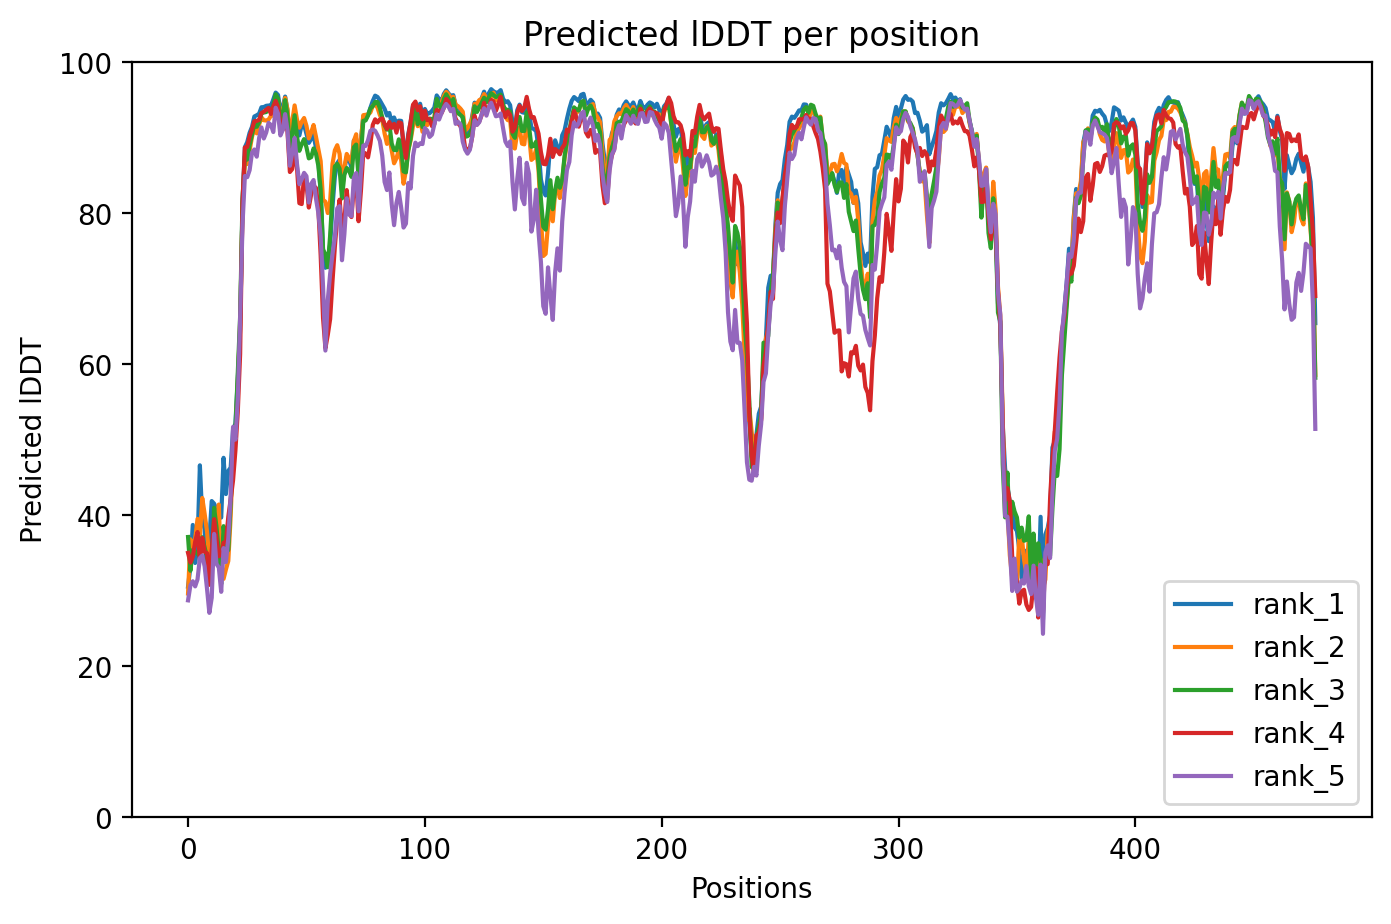 Predicted lDDT per position
Predicted lDDT
100
80
60
40
20
0
0 100 200 300 400
Positions
rank_1
rank_2
rank_3
rank_4
rank_5